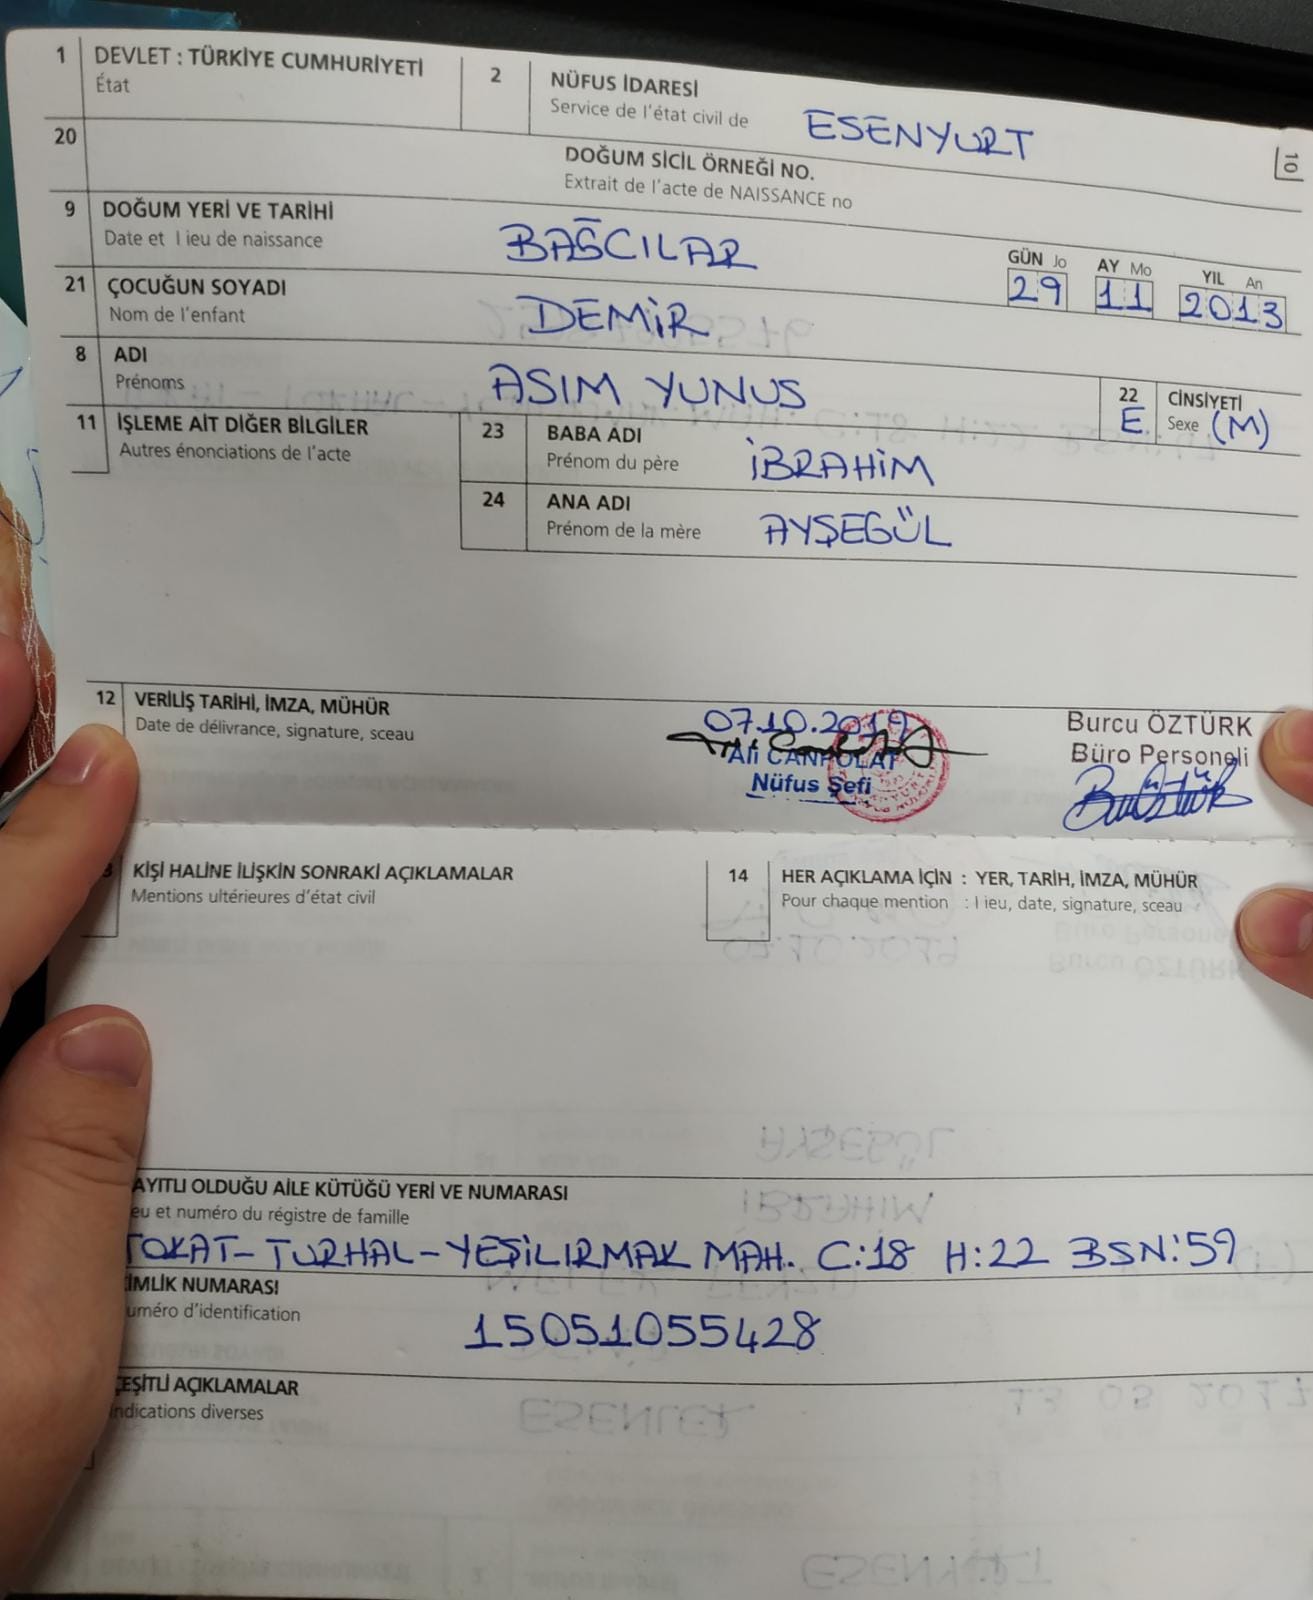 1 DEVLET : TÜRKİYE CUMHURİYETİ
État
2 NÜFUS İDARESİ
Service de l'état civil de
ESENYURT
10
20 DOĞUM SİCİL ÖRNEĞİ NO.
Extrait de l'acte de NAISSANCE no
9 DOĞUM YERİ VE TARİHİ
Date et lieu de naissance
BAĞCILAR
GÜN Jo AY Mo YIL An
29 11 2013
21 ÇOCUĞUN SOYADI
Nom de l'enfant
DEMİR
8 ADI
Prénoms
ASIM YUNUS
22 CİNSİYETİ
E Sexe (M)
11 İŞLEME AİT DİĞER BİLGİLER
Autres énonciations de l'acte
23 BABA ADI
Prénom du père
İBRAHİM
24 ANA ADI
Prénom de la mère
AYŞEGÜL
12 VERİLİŞ TARİHİ, İMZA, MÜHÜR
Date de délivrance, signature, sceau
07.10.2019
Ali CANPOLAT
Nüfus Şefi
Burcu ÖZTÜRK
Büro Personeli
KİŞİ HALİNE İLİŞKİN SONRAKİ AÇIKLAMALAR
Mentions ultérieures d'état civil
14 HER AÇIKLAMA İÇİN : YER, TARİH, İMZA, MÜHÜR
Pour chaque mention : lieu, date, signature, sceau
AYITLI OLDUĞU AİLE KÜTÜĞÜ YERİ VE NUMARASI
eu et numéro du régistre de famille
TOKAT-TURHAL-YEŞİLIRMAK MAH. C:18 H:22 BSN:59
İMLİK NUMARASI
uméro d'identification
15051055428
ÇEŞİTLİ AÇIKLAMALAR
Indications diverses